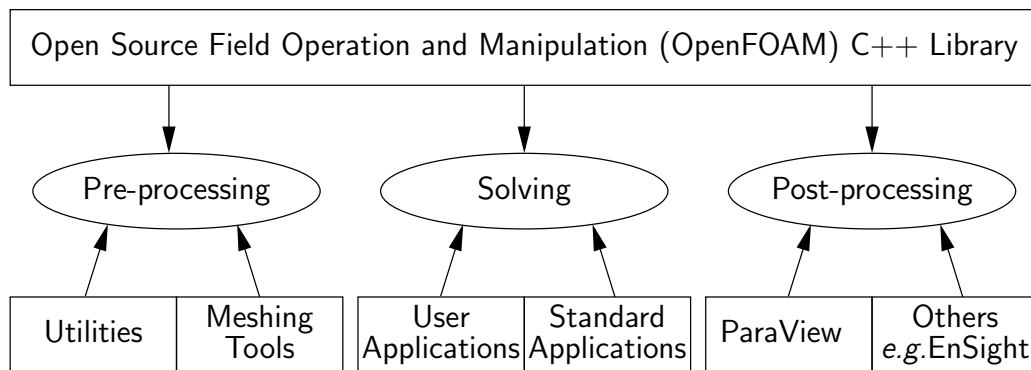 Open Source Field Operation and Manipulation (OpenFOAM) C++ Library
Pre-processing
Solving
Post-processing
Utilities
Meshing
Tools
User
Applications
Standard
Applications
ParaView
Others
e.g.EnSight